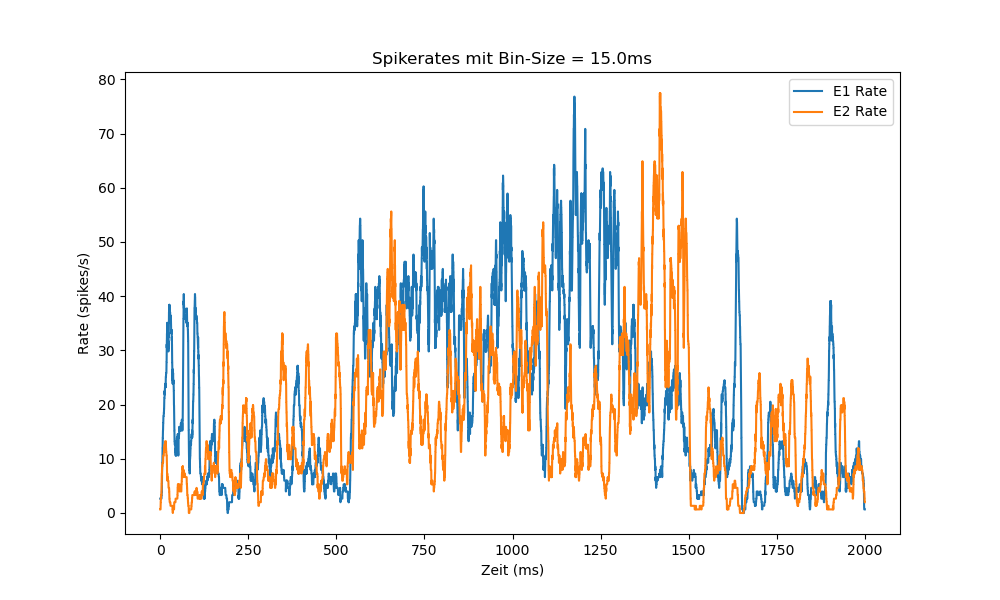 Spikerates mit Bin-Size = 15.0ms
E1 Rate
E2 Rate
80
70
60
50
40
30
20
10
0
Rate (spikes/s)
0 250 500 750 1000 1250 1500 1750 2000
Zeit (ms)